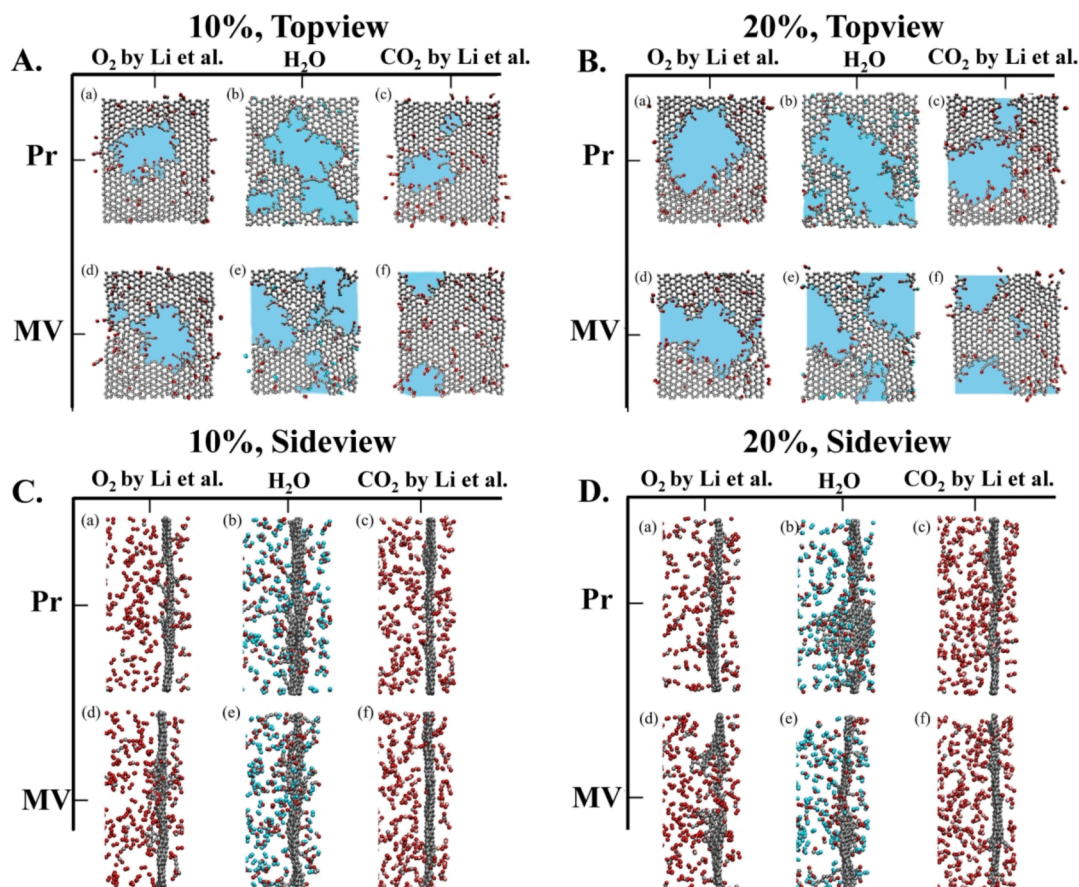 10%, Topview
A.
O₂ by Li et al. H₂O CO₂ by Li et al.
Pr
(a) (b) (c)
MV
(d) (e) (f)
20%, Topview
B.
O₂ by Li et al. H₂O CO₂ by Li et al.
Pr
(a) (b) (c)
MV
(d) (e) (f)
10%, Sideview
C.
O₂ by Li et al. H₂O CO₂ by Li et al.
Pr
(a) (b) (c)
MV
(d) (e) (f)
20%, Sideview
D.
O₂ by Li et al. H₂O CO₂ by Li et al.
Pr
(a) (b) (c)
MV
(d) (e) (f)